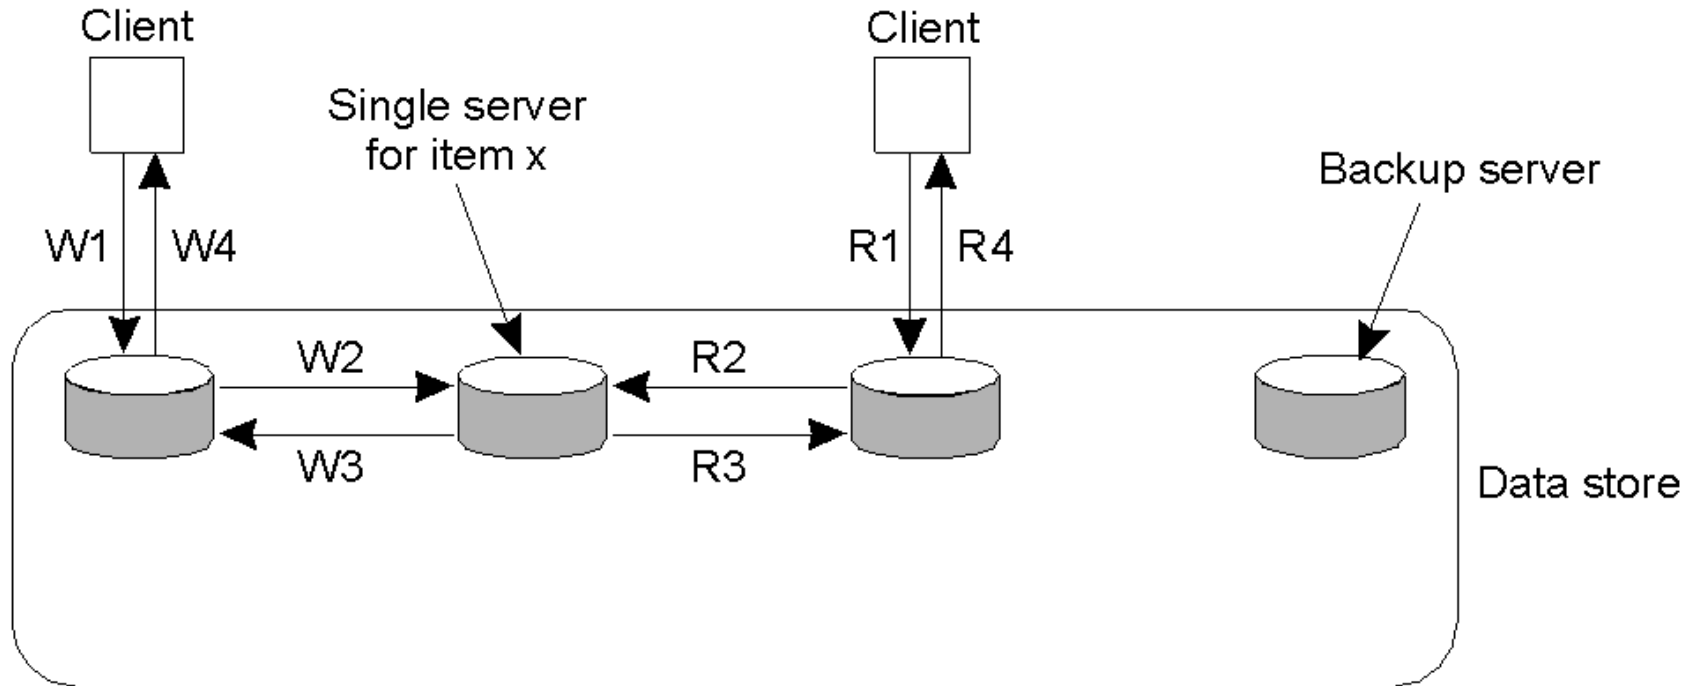 Client
Client
Single server
for item x
Backup server
W1
W4
R1
R4
W2
R2
W3
R3
Data store